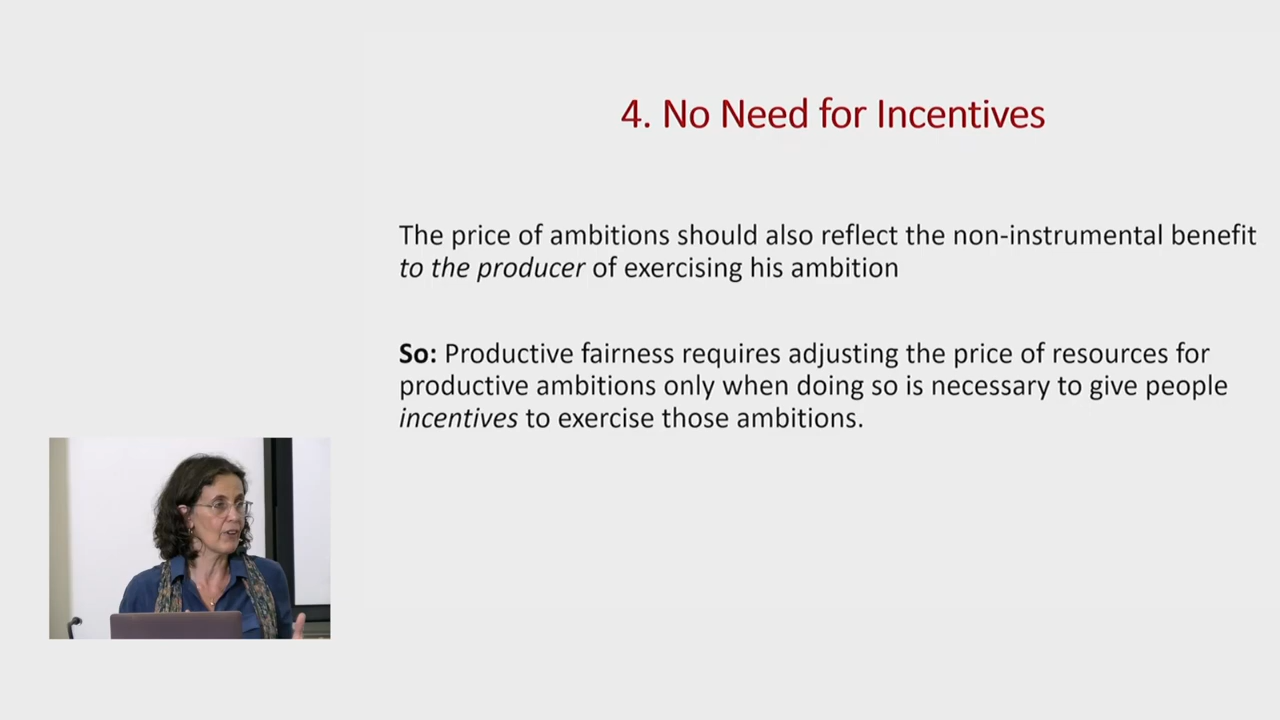 4. No Need for Incentives
The price of ambitions should also reflect the non-instrumental benefit
to the producer of exercising his ambition
So: Productive fairness requires adjusting the price of resources for
productive ambitions only when doing so is necessary to give people
incentives to exercise those ambitions.